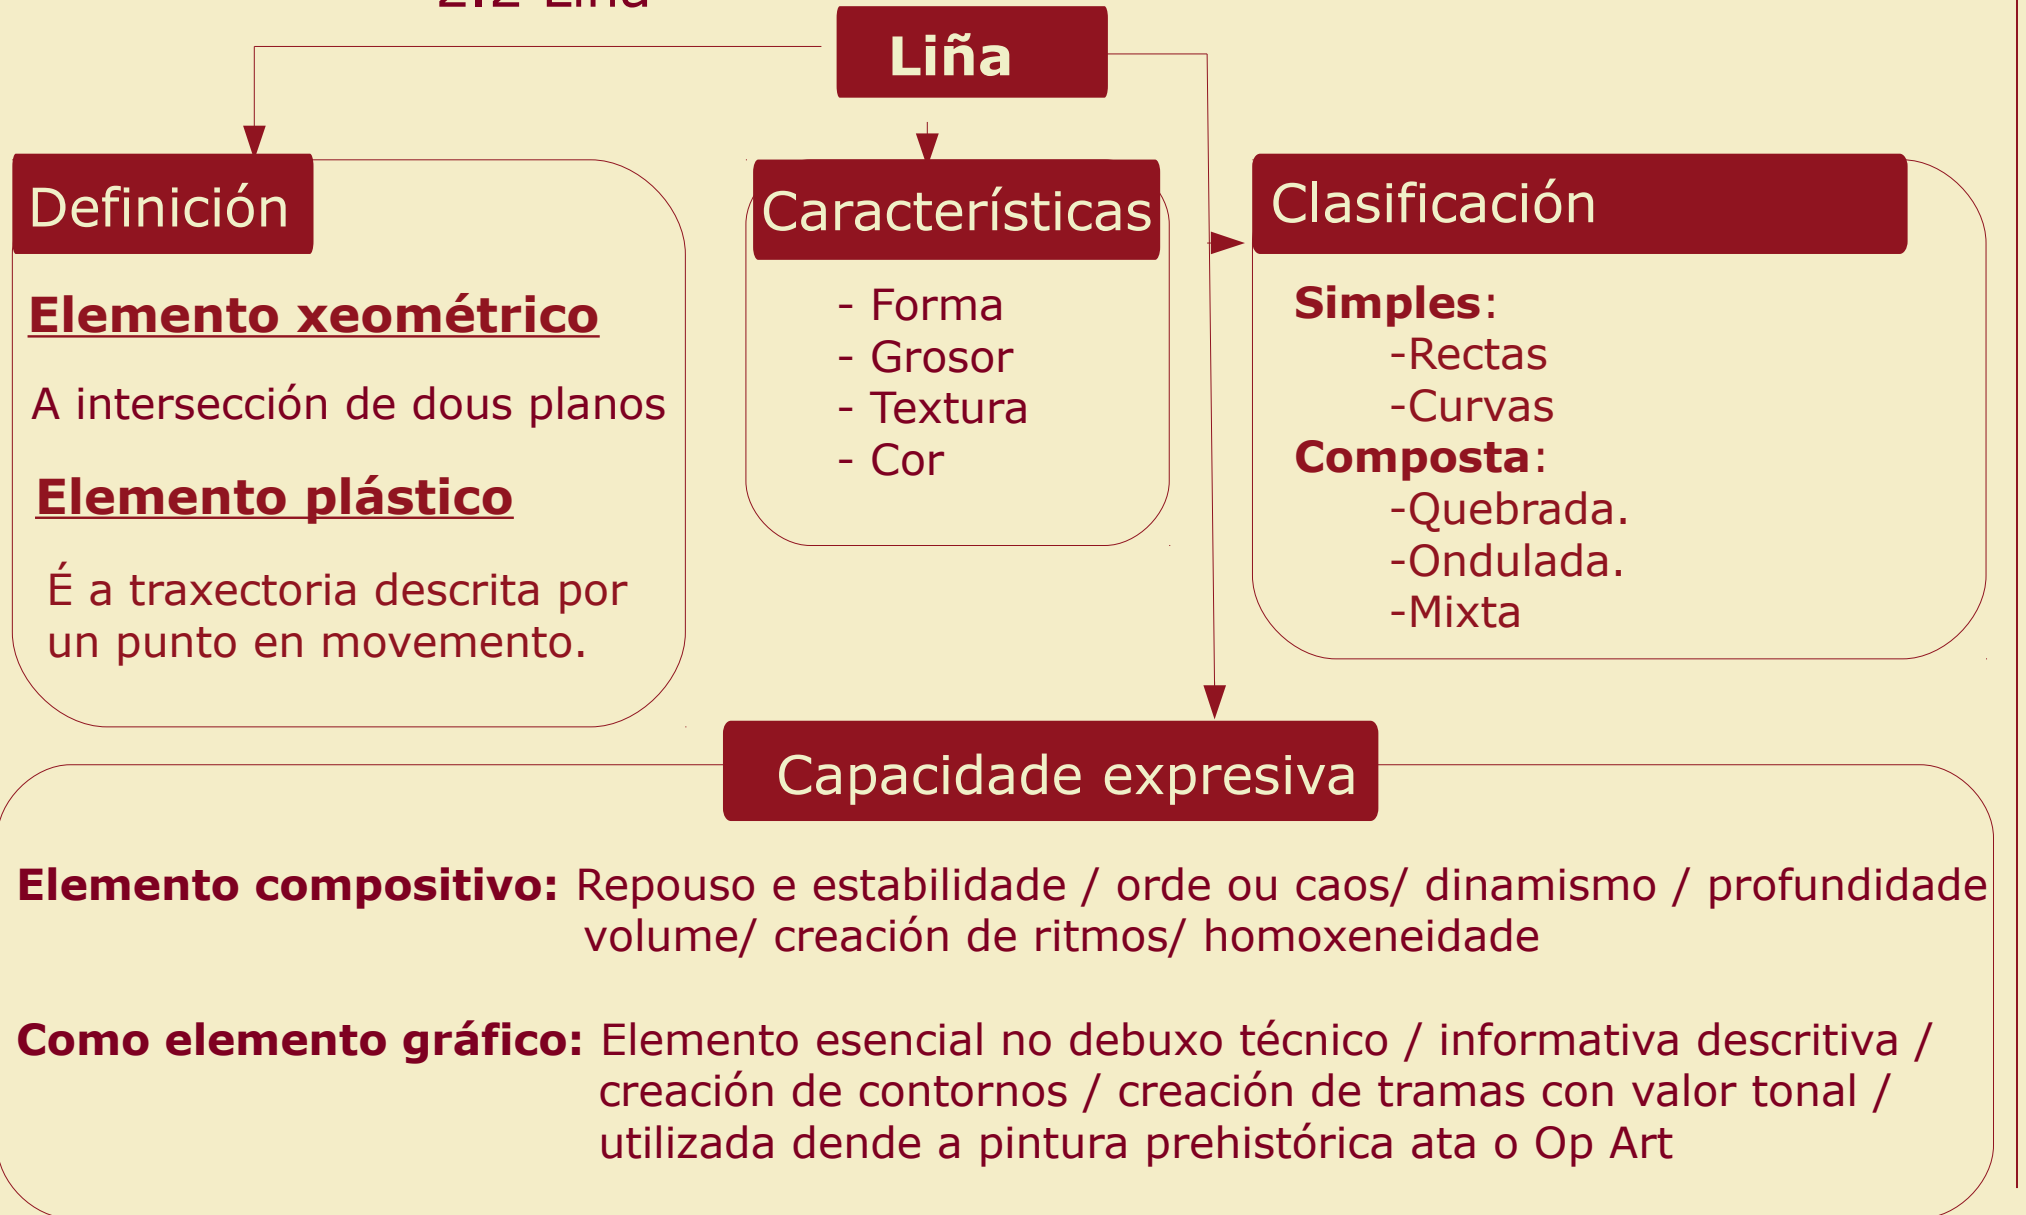 2.2 Liña
Liña
Definición
Elemento xeométrico
A intersección de dous planos
Elemento plástico
É a traxectoria descrita por
un punto en movemento.
Características
- Forma
- Grosor
- Textura
- Cor
Clasificación
Simples:
-Rectas
-Curvas
Composta:
-Quebrada.
-Ondulada.
-Mixta
Capacidade expresiva
Elemento compositivo: Repouso e estabilidade / orde ou caos/ dinamismo / profundidade
volume/ creación de ritmos/ homoxeneidade
Como elemento gráfico: Elemento esencial no debuxo técnico / informativa descritiva /
creación de contornos / creación de tramas con valor tonal /
utilizada dende a pintura prehistórica ata o Op Art